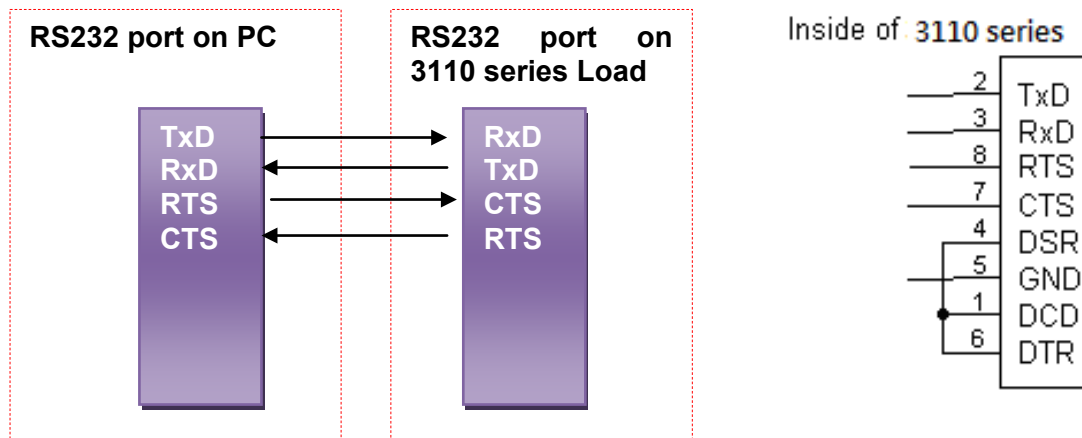 RS232 port on PC
RS232 port on
3110 series Load
TxD
RxD
RTS
CTS
RxD
TxD
CTS
RTS
Inside of 3110 series
2 TxD
3 RxD
8 RTS
7 CTS
4 DSR
5 GND
1 DCD
6 DTR